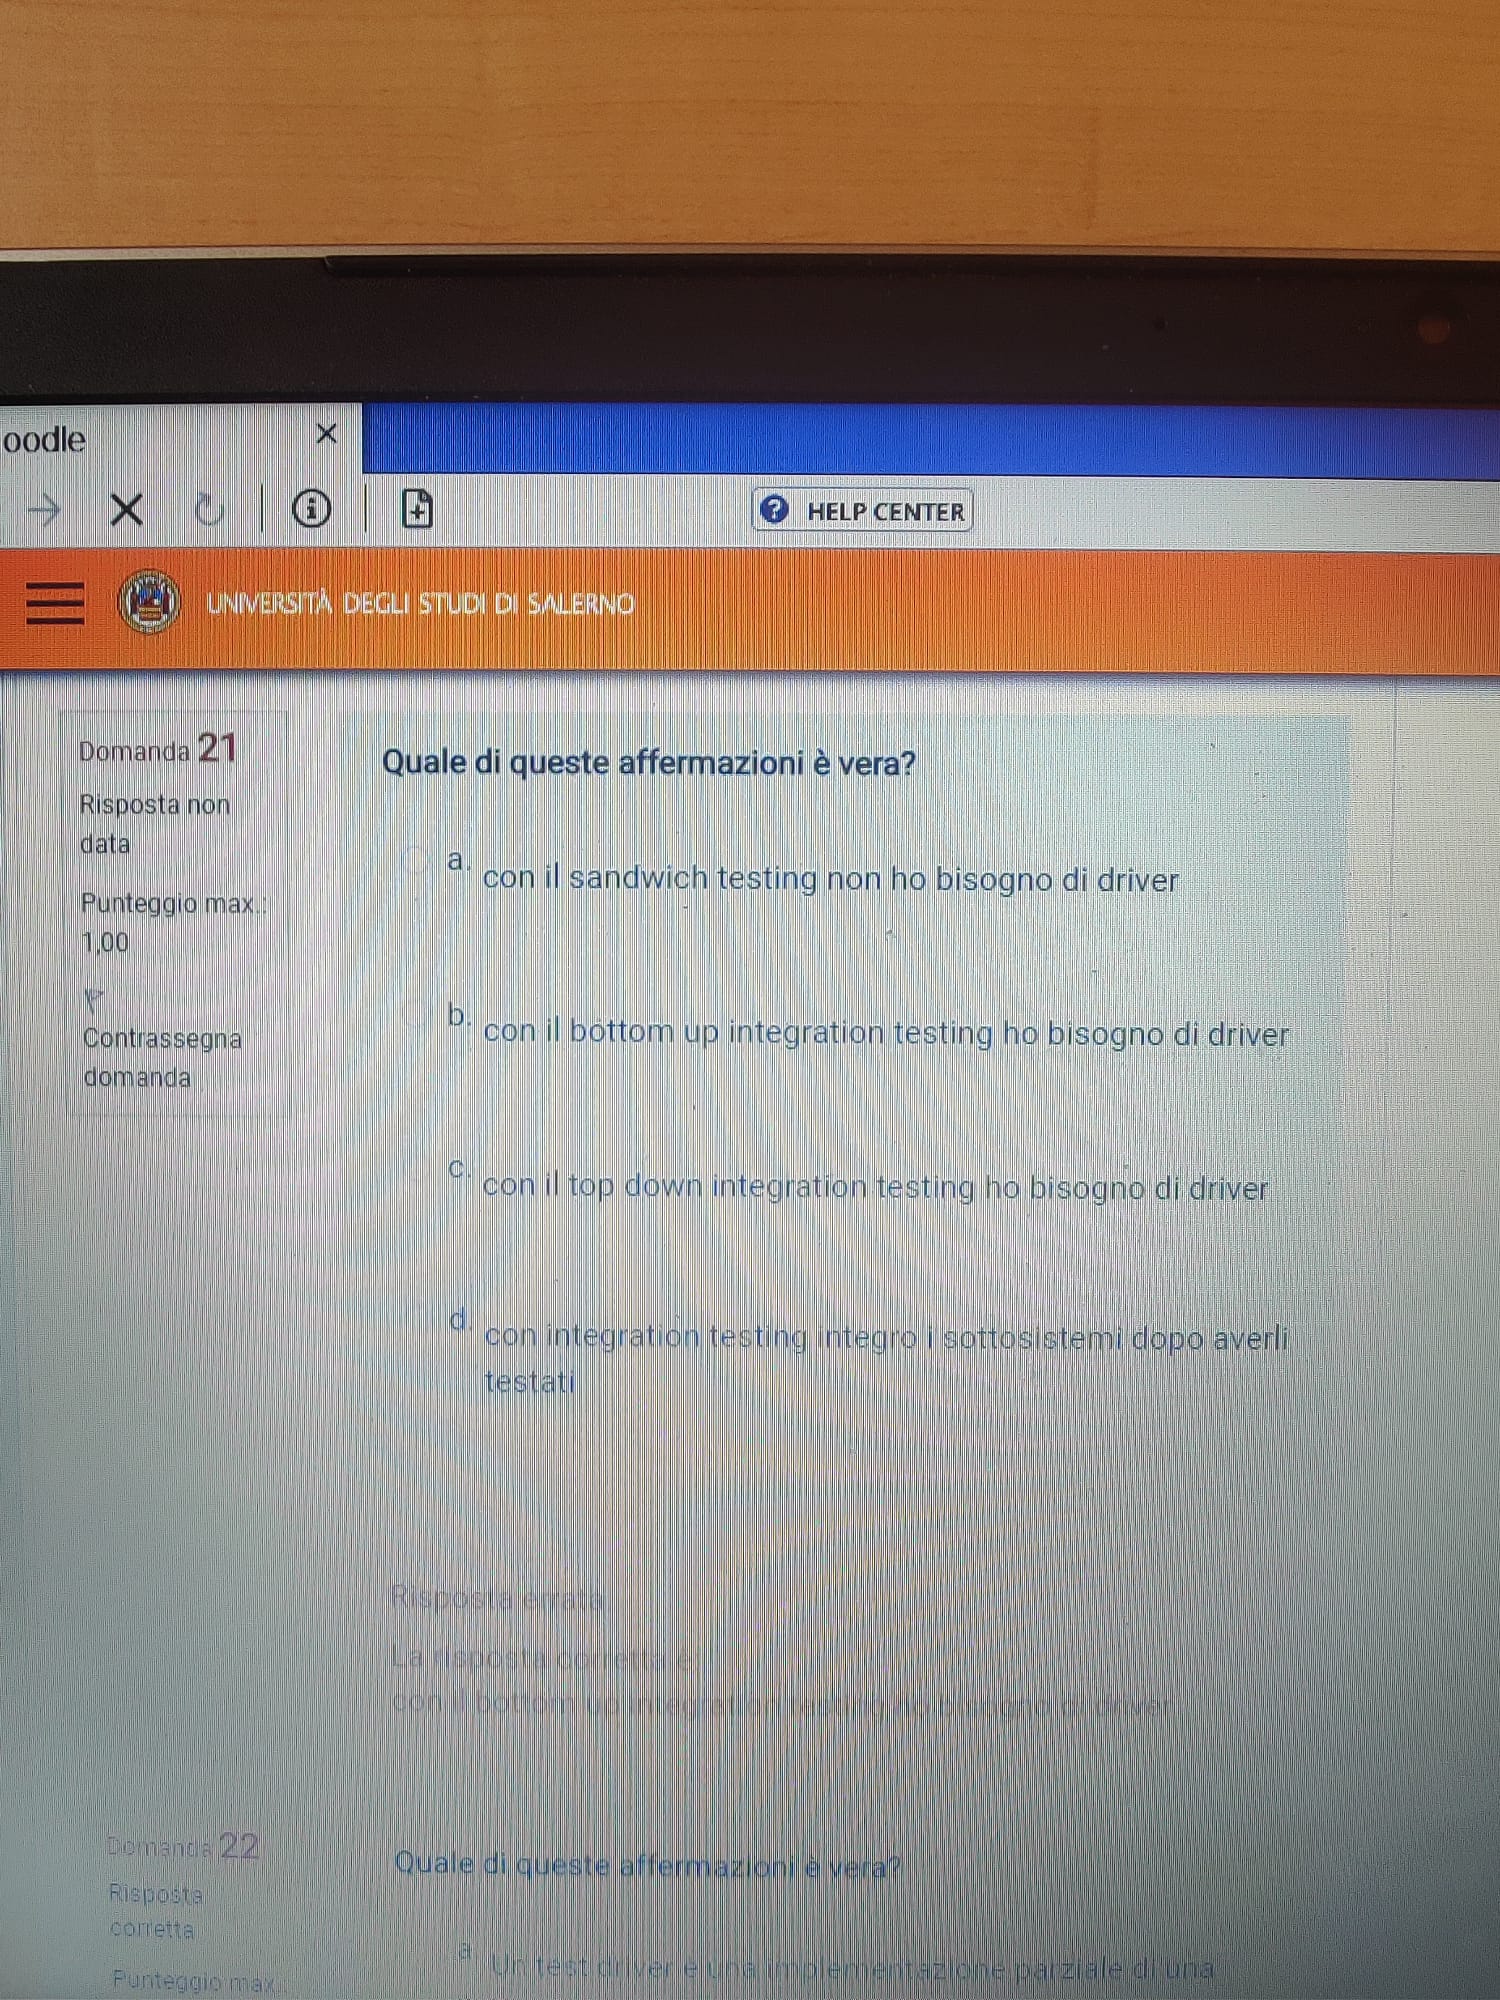 oodle
HELP CENTER
UNIVERSITÀ DEGLI STUDI DI SALERNO
Domanda 21
Risposta non
data
Punteggio max.:
1,00
Contrassegna
domanda
Quale di queste affermazioni è vera?
a. con il sandwich testing non ho bisogno di driver
b. con il bottom up integration testing ho bisogno di driver
c. con il top down integration testing ho bisogno di driver
d. con integration testing integro i sottosistemi dopo averli
testati
Risposta errata.
La risposta corretta è:
con il bottom up integration testing ho bisogno di driver
Domanda 22
Risposta
corretta
Punteggio max.:
Quale di queste affermazioni è vera?
a. Un test driver è una implementazione parziale di una